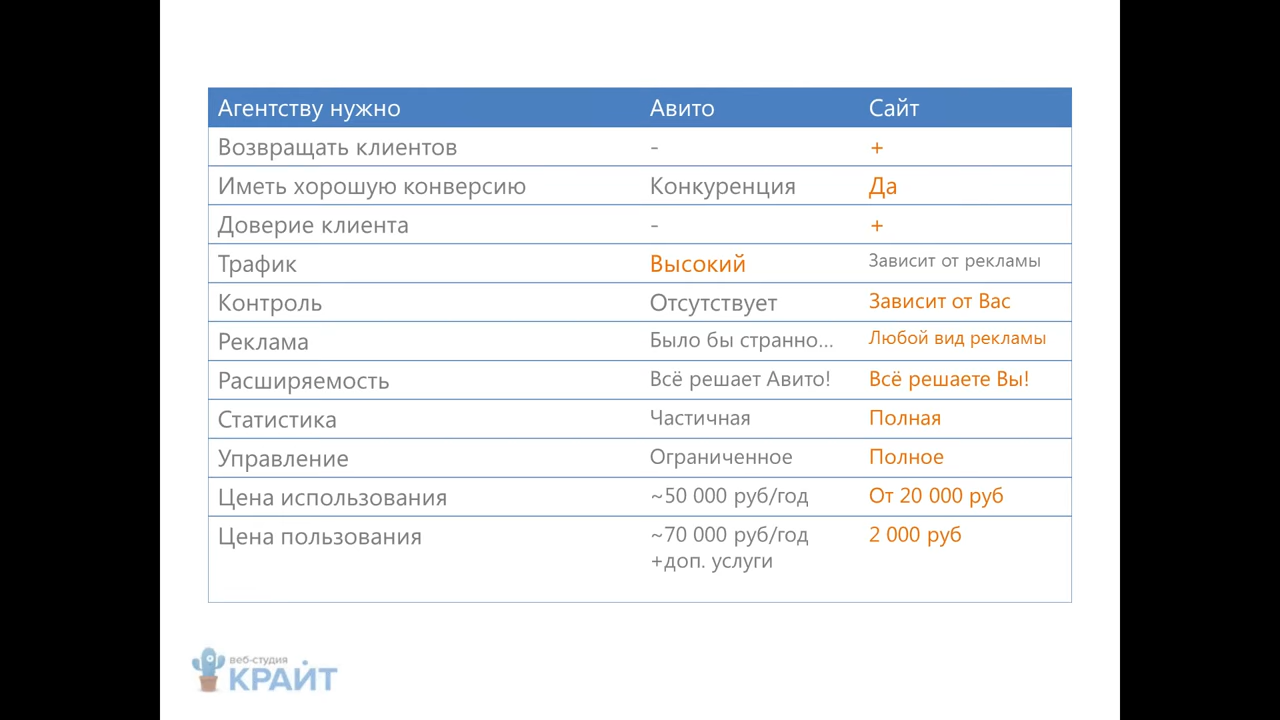 Агентству нужно Авито Сайт
Возвращать клиентов - +
Иметь хорошую конверсию Конкуренция Да
Доверие клиента - +
Трафик Высокий Зависит от рекламы
Контроль Отсутствует Зависит от Вас
Реклама Было бы странно... Любой вид рекламы
Расширяемость Всё решает Авито! Всё решаете Вы!
Статистика Частичная Полная
Управление Ограниченное Полное
Цена использования ~50 000 руб/год От 20 000 руб
Цена пользования ~70 000 руб/год 2 000 руб
+доп. услуги
веб-студия
КРАЙТ